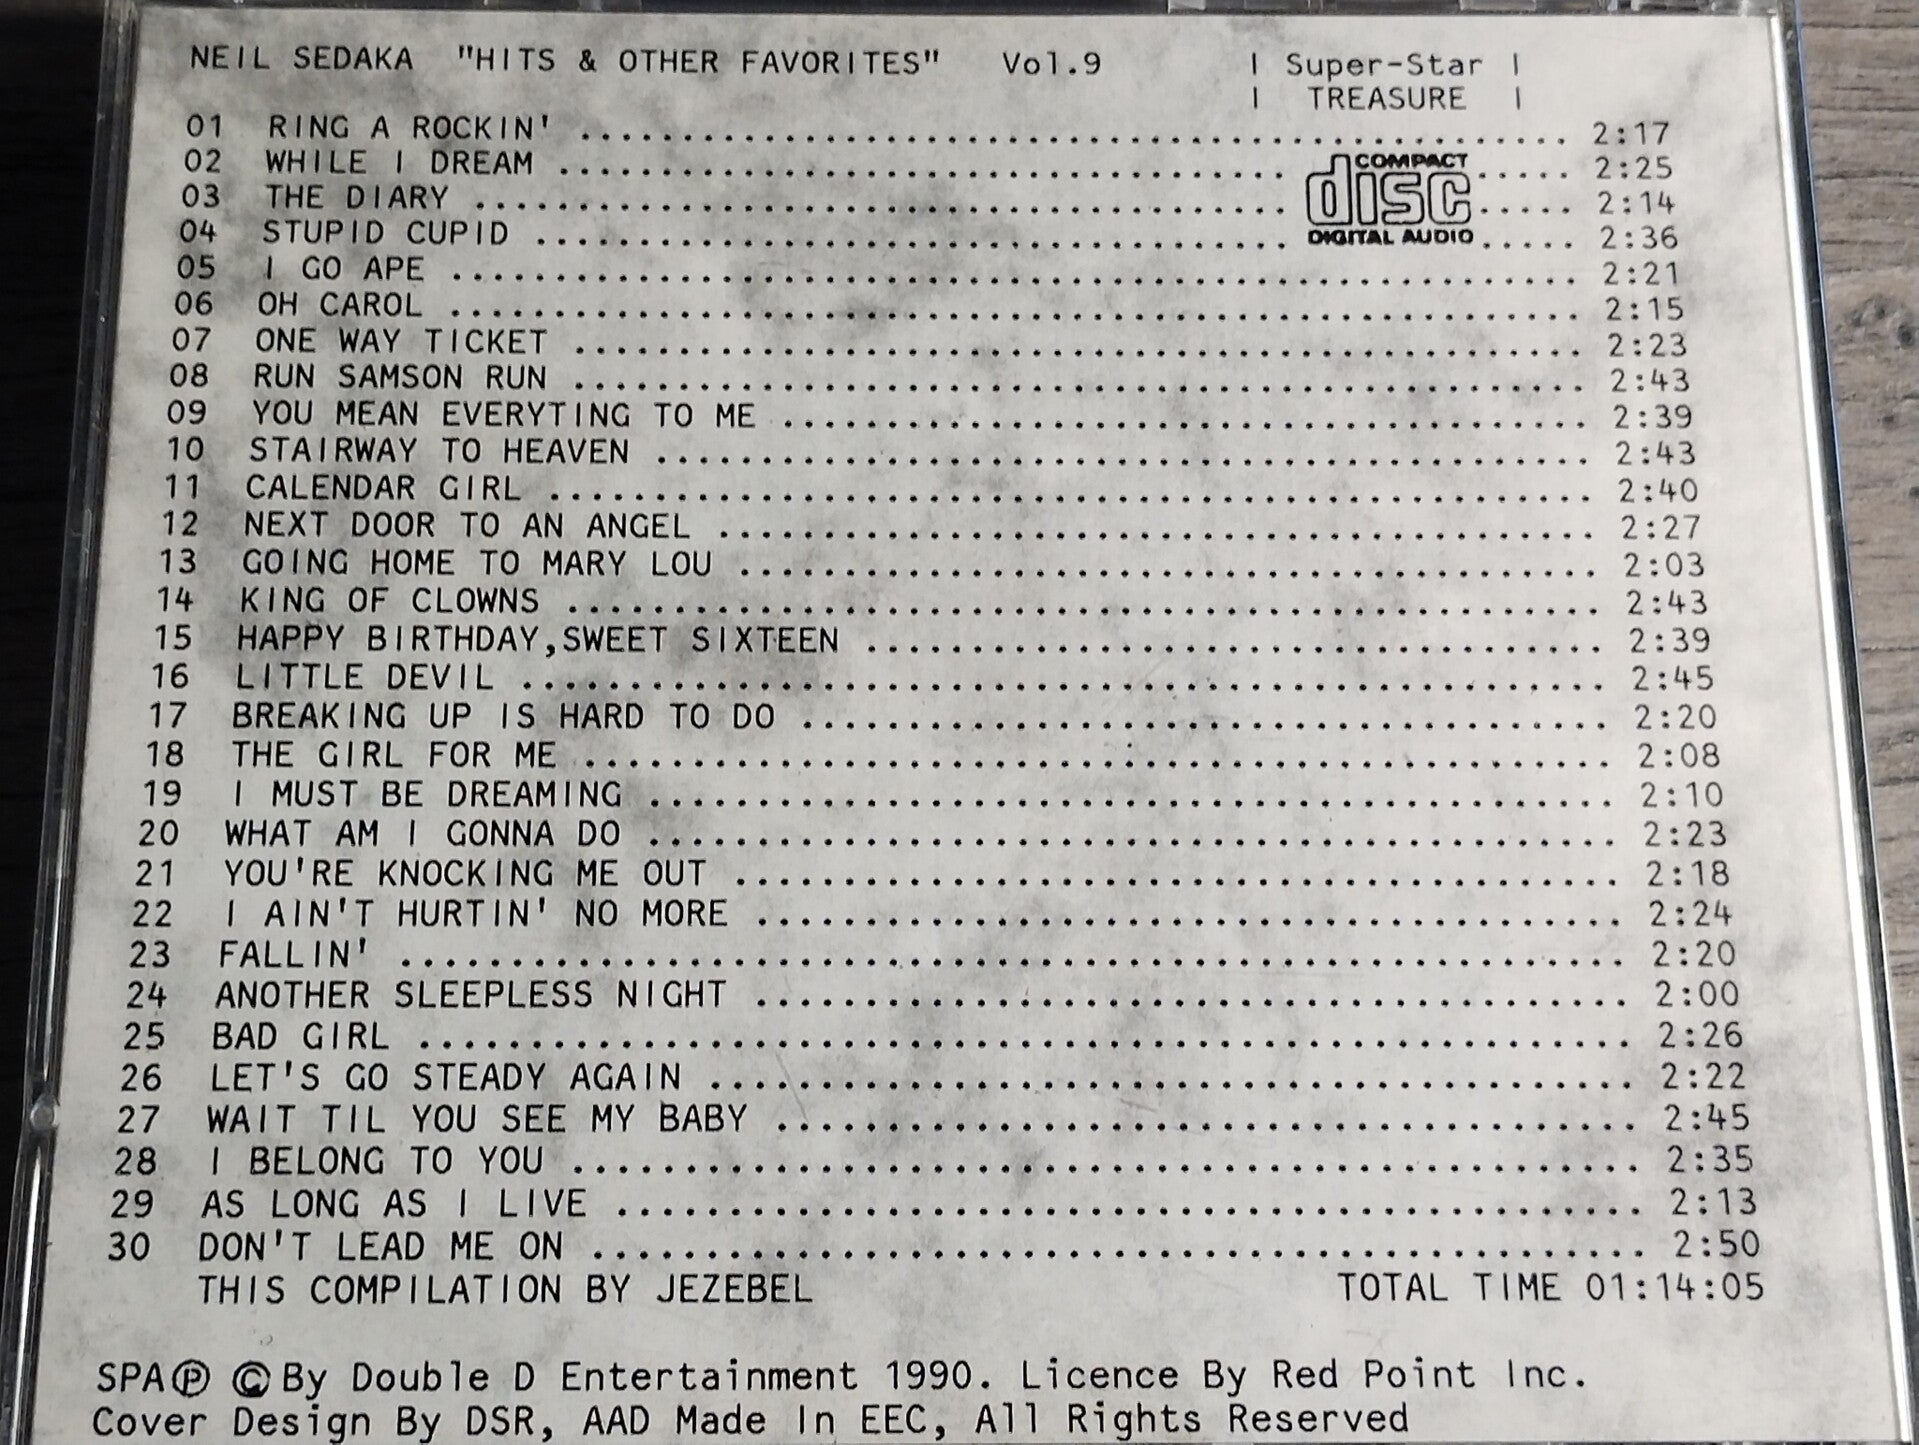 NEIL SEDAKA "HITS & OTHER FAVORITES" Vol.9 | Super-Star |
| TREASURE |
01 RING A ROCKIN' .............................................. 2:17
02 WHILE I DREAM .............................................. 2:25
03 THE DIARY .............................................. 2:14
04 STUPID CUPID .............................................. 2:36
COMPACT
disc
DIGITAL AUDIO
05 I GO APE .............................................. 2:21
06 OH CAROL .............................................. 2:15
07 ONE WAY TICKET .............................................. 2:23
08 RUN SAMSON RUN .............................................. 2:43
09 YOU MEAN EVERYTING TO ME ...................................... 2:39
10 STAIRWAY TO HEAVEN ............................................ 2:43
11 CALENDAR GIRL .............................................. 2:40
12 NEXT DOOR TO AN ANGEL ......................................... 2:27
13 GOING HOME TO MARY LOU ........................................ 2:03
14 KING OF CLOWNS .............................................. 2:43
15 HAPPY BIRTHDAY,SWEET SIXTEEN ................................... 2:39
16 LITTLE DEVIL .............................................. 2:45
17 BREAKING UP IS HARD TO DO ...................................... 2:20
18 THE GIRL FOR ME .............................................. 2:08
19 I MUST BE DREAMING ............................................ 2:10
20 WHAT AM I GONNA DO ............................................ 2:23
21 YOU'RE KNOCKING ME OUT ........................................ 2:18
22 I AIN'T HURTIN' NO MORE ....................................... 2:24
23 FALLIN' .............................................. 2:20
24 ANOTHER SLEEPLESS NIGHT ....................................... 2:00
25 BAD GIRL .............................................. 2:26
26 LET'S GO STEADY AGAIN ......................................... 2:22
27 WAIT TIL YOU SEE MY BABY ...................................... 2:45
28 I BELONG TO YOU .............................................. 2:35
29 AS LONG AS I LIVE .............................................. 2:13
30 DON'T LEAD ME ON .............................................. 2:50
THIS COMPILATION BY JEZEBEL TOTAL TIME 01:14:05
SPA℗ ©By Double D Entertainment 1990. Licence By Red Point Inc.
Cover Design By DSR, AAD Made In EEC, All Rights Reserved